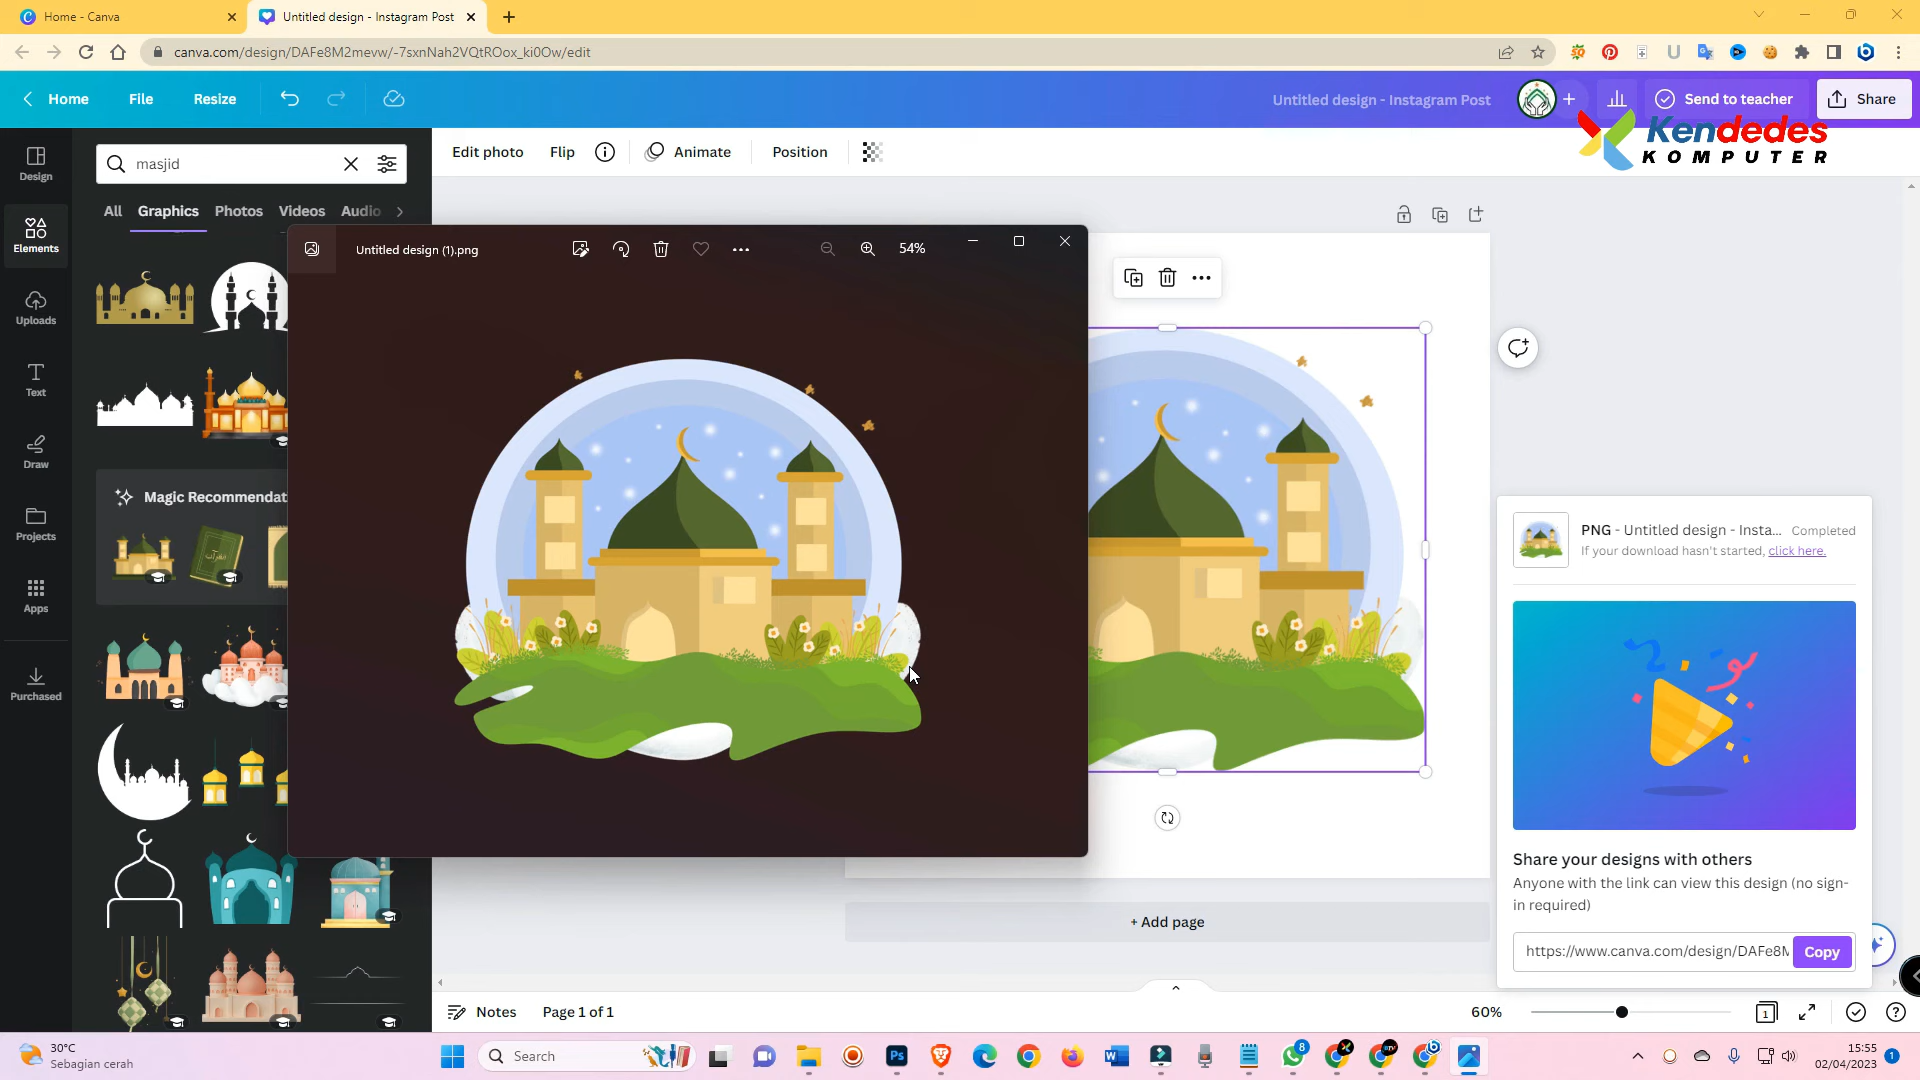 Home - Canva
Untitled design - Instagram Post
canva.com/design/DAFe8M2mevw/-7sxnNah2VQtROox_ki0Ow/edit
Home
File
Resize
Untitled design - Instagram Post
Send to teacher
Share
Kendedes
KOMPUTER
Design
Elements
Uploads
Text
Draw
Projects
Apps
Purchased
masjid
All
Graphics
Photos
Videos
Audio
Magic Recommendat
Edit photo
Flip
Animate
Position
Untitled design (1).png
54%
PNG - Untitled design - Insta...
Completed
If your download hasn't started, click here.
Share your designs with others
Anyone with the link can view this design (no sign-
in required)
https://www.canva.com/design/DAFe8M
Copy
+ Add page
Notes
Page 1 of 1
60%
1
30°C
Sebagian cerah
Search
Ps
8
15:55
02/04/2023
1